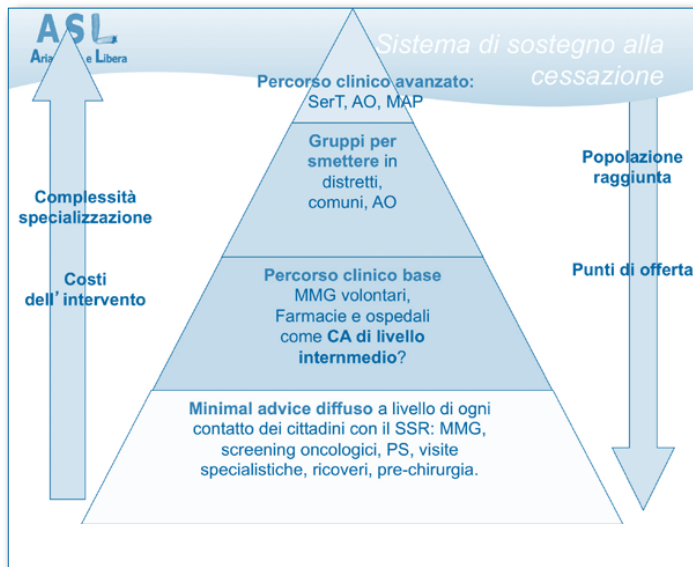 ASL
Aria e Libera
Sistema di sostegno alla
cessazione
Percorso clinico avanzato:
SerT, AO, MAP
Gruppi per
smettere in
distretti,
comuni, AO
Popolazione
raggiunta
Complessità
specializzazione
Costi
dell'intervento
Punti di offerta
Percorso clinico base
MMG volontari,
Farmacie e ospedali
come CA di livello
internmedio?
Minimal advice diffuso a livello di ogni
contatto dei cittadini con il SSR: MMG,
screening oncologici, PS, visite
specialistiche, ricoveri, pre-chirurgia.